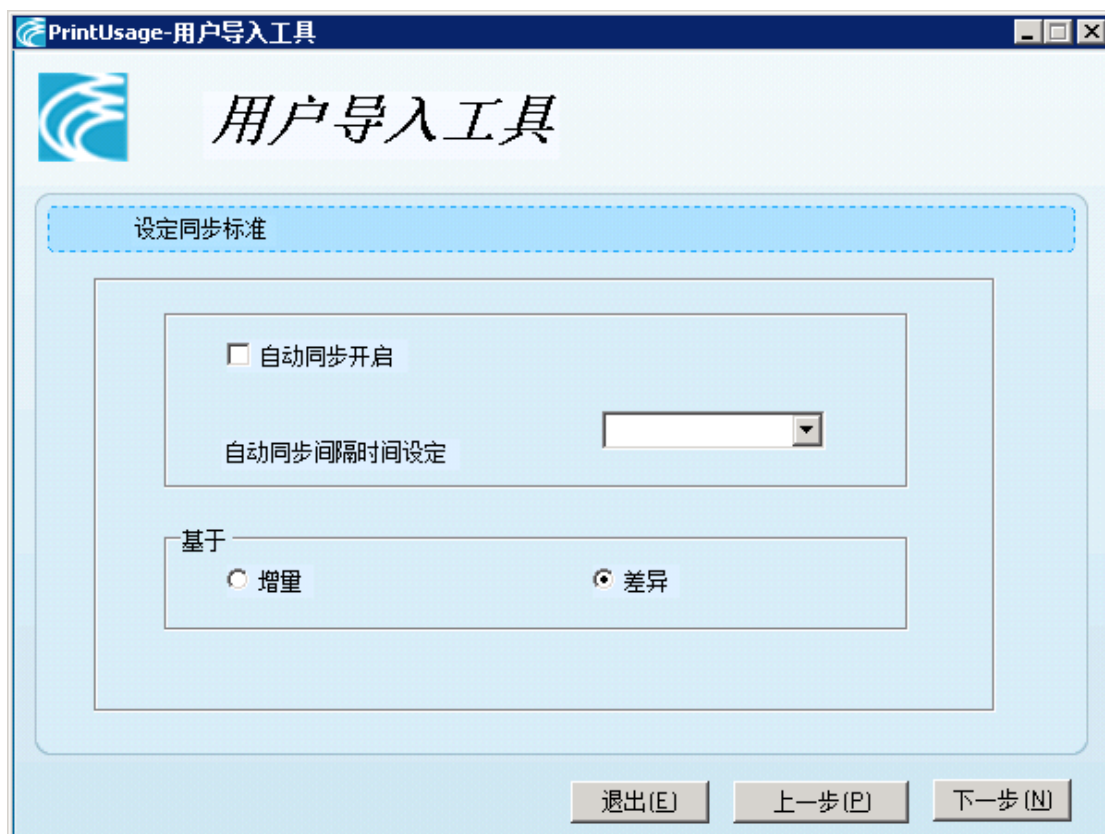 PrintUsage-用户导入工具
用户导入工具
设定同步标准
自动同步开启
自动同步间隔时间设定
基于
增量 差异
退出(E) 上一步(P) 下一步(N)